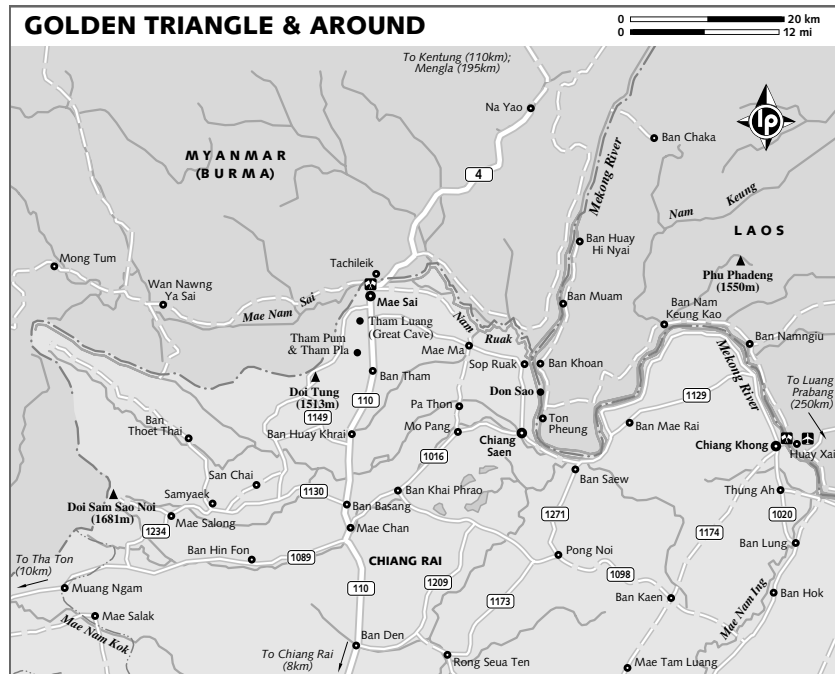 GOLDEN TRIANGLE & AROUND
0 20 km
0 12 mi
To Kentung (110km);
Mengla (195km)
Na Yao
lp
Ban Chaka
MYANMAR
(BURMA)
4
Mekong River
Nam Keung
LAOS
Ban Huay
Hi Nyai
Mong Tum
Tachileik
Phu Phadeng
(1550m)
Wan Nawng
Ya Sai
Mae Nam Sai
Mae Sai
Ban Muam
Ban Nam
Keung Kao
Tham Luang
(Great Cave)
Nam Ruak
Tham Pum
& Tham Pla
Mae Ma
Ban Namngiu
Sop Ruak
Ban Khoan
Mekong River
Ban Tham
Doi Tung
(1513m)
Don Sao
To Luang
Prabang
(250km)
110
1129
1149
Pa Thon
Ton
Pheung
Ban
Thoet Thai
Ban Huay Khrai
Mo Pang
Chiang
Saen
Ban Mae Rai
Chiang Khong
Huay Xai
1016
San Chai
Ban Saew
Doi Sam Sao Noi
(1681m)
Samyaek
1130
Ban Khai Phrao
Thung Ah
Mae Salong
Ban Basang
1271
1020
1234
Mae Chan
1174
Ban Lung
Ban Hin Fon
1089
CHIANG RAI
Pong Noi
To Tha Ton
(10km)
1209
1098
Muang Ngam
110
Ban Kaen
Ban Hok
1173
Mae Nam Ing
Mae Salak
Mae Nam Kok
Ban Den
To Chiang Rai
(8km)
Rong Seua Ten
Mae Tam Luang